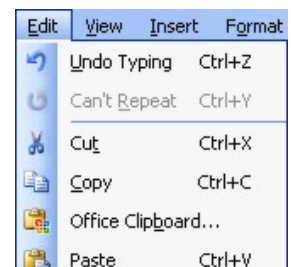 Edit View Insert Format
Undo Typing Ctrl+Z
Can't Repeat Ctrl+Y
Cut Ctrl+X
Copy Ctrl+C
Office Clipboard...
Paste Ctrl+V